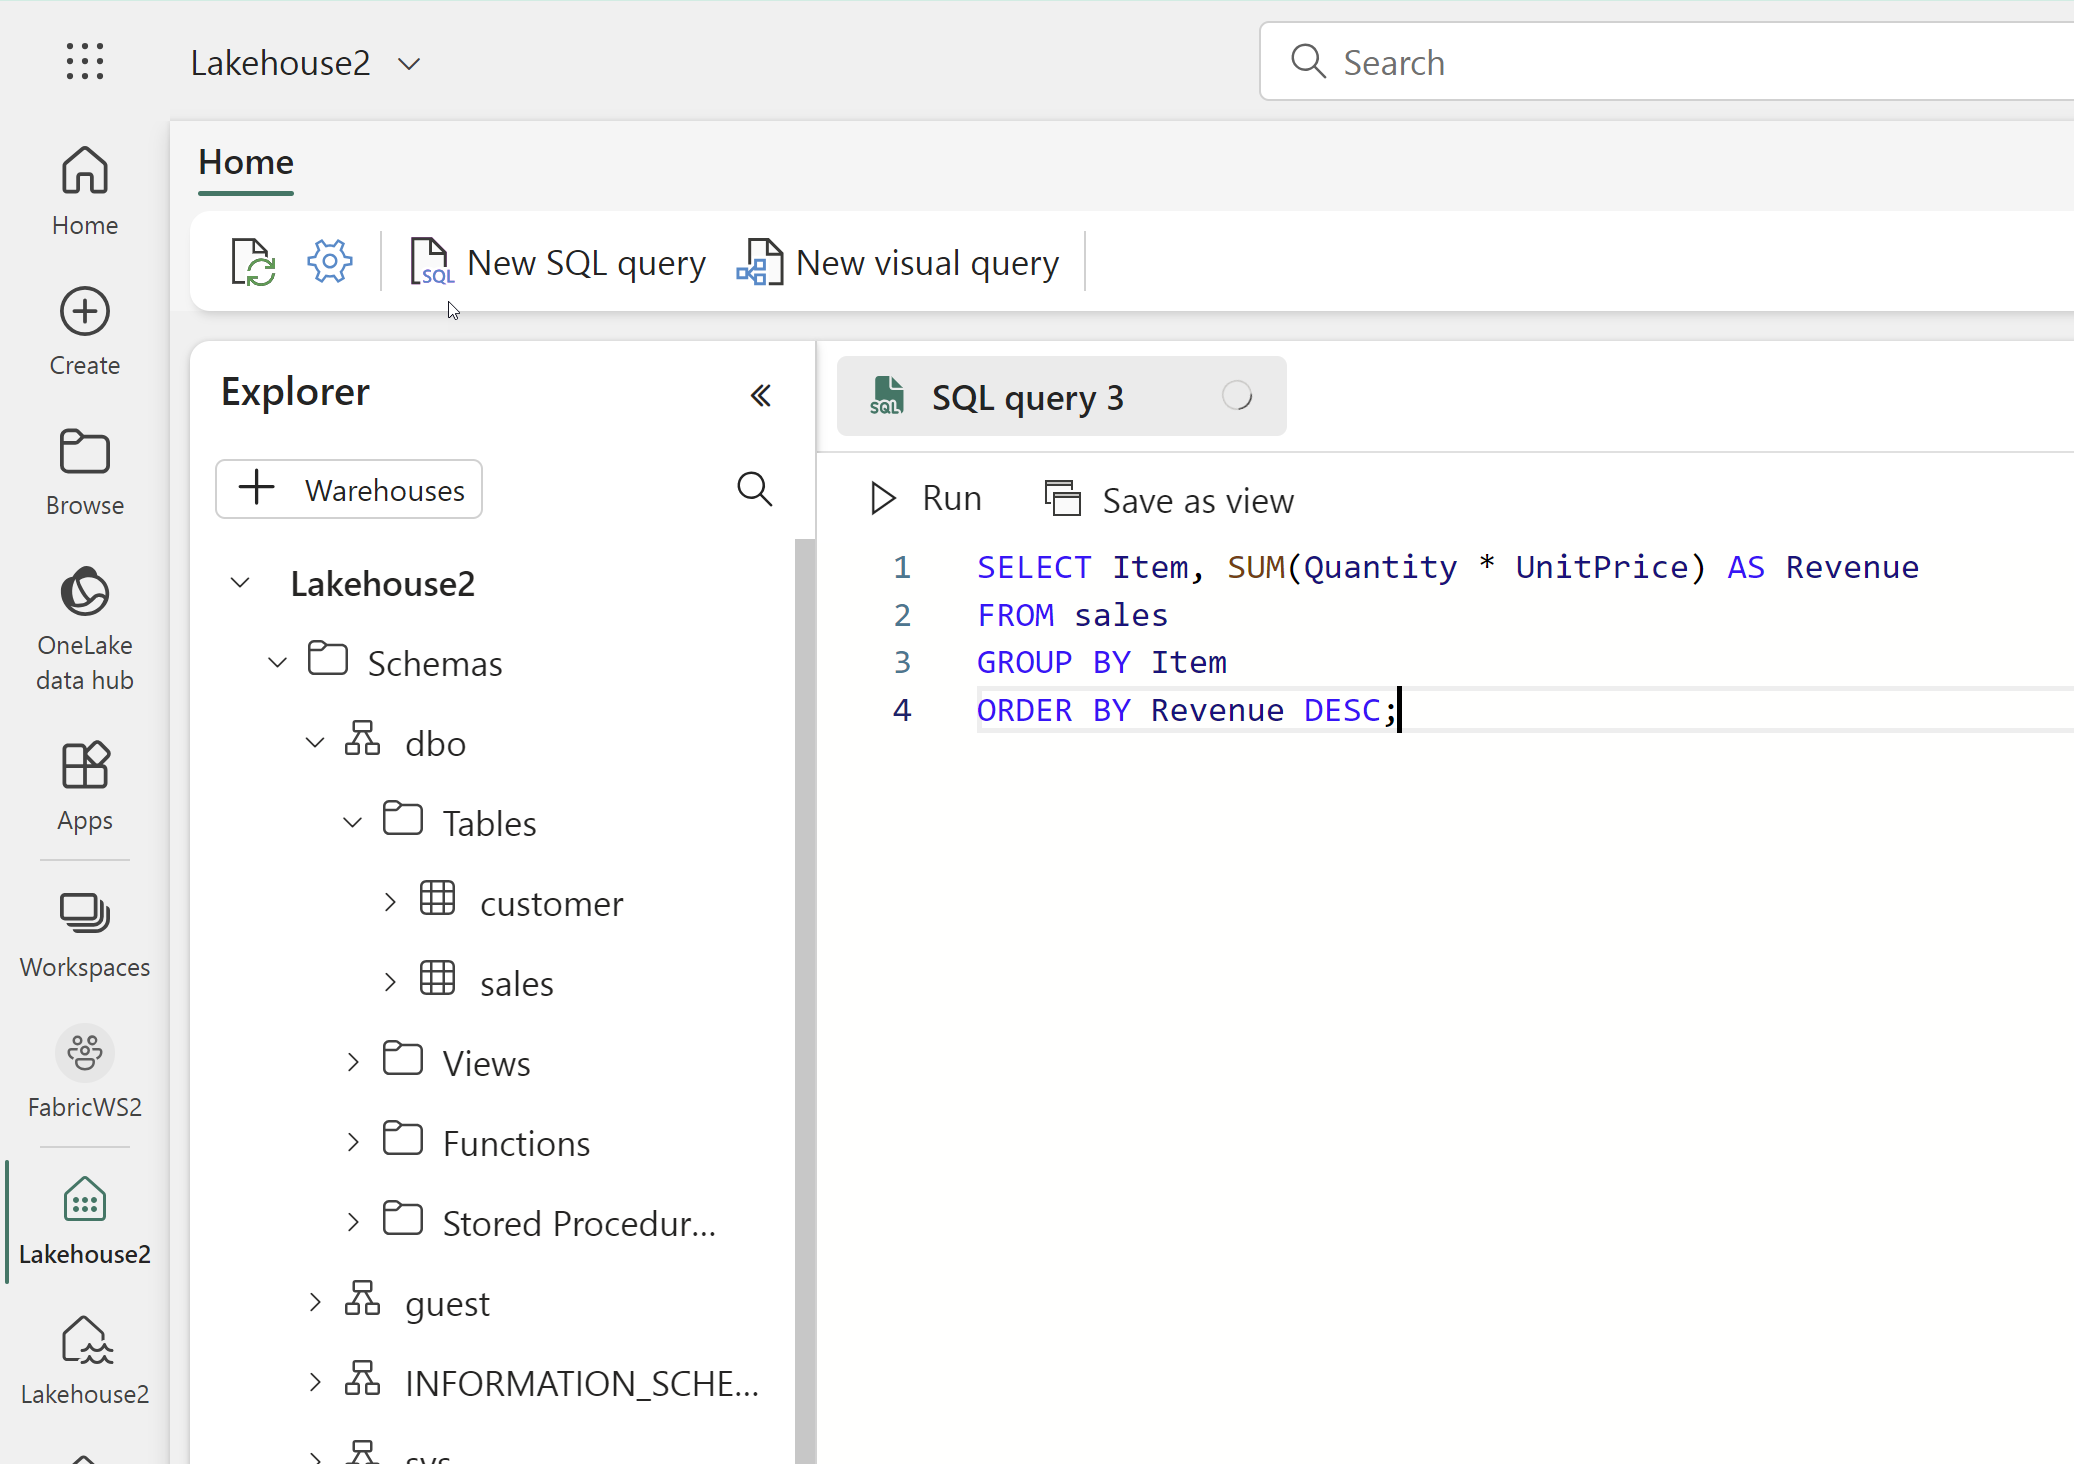 Lakehouse2
Search
Home
Create
Browse
OneLake
data hub
Apps
Workspaces
FabricWS2
Lakehouse2
Lakehouse2
Home
SQL New SQL query
New visual query
Explorer
Warehouses
Lakehouse2
Schemas
dbo
Tables
customer
sales
Views
Functions
Stored Procedur...
guest
INFORMATION_SCHE...
sys
SQL SQL query 3
Run
Save as view
1 SELECT Item, SUM(Quantity * UnitPrice) AS Revenue
2 FROM sales
3 GROUP BY Item
4 ORDER BY Revenue DESC;